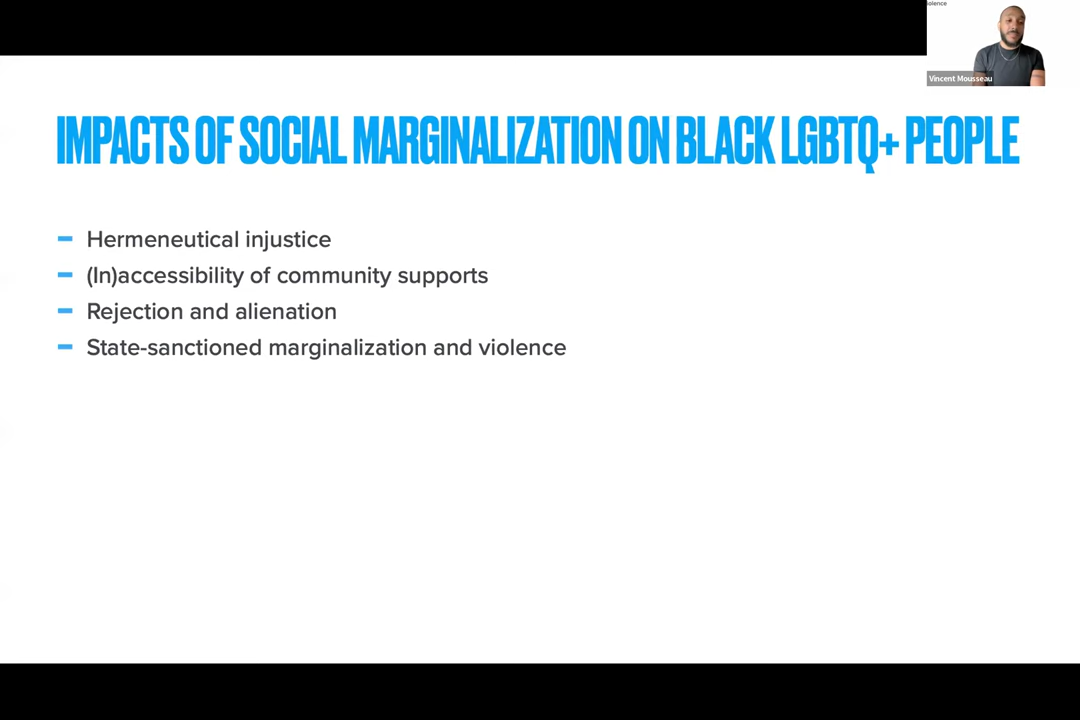 iolence
Vincent Mousseau
IMPACTS OF SOCIAL MARGINALIZATION ON BLACK LGBTQ+ PEOPLE
Hermeneutical injustice
(In)accessibility of community supports
Rejection and alienation
State-sanctioned marginalization and violence